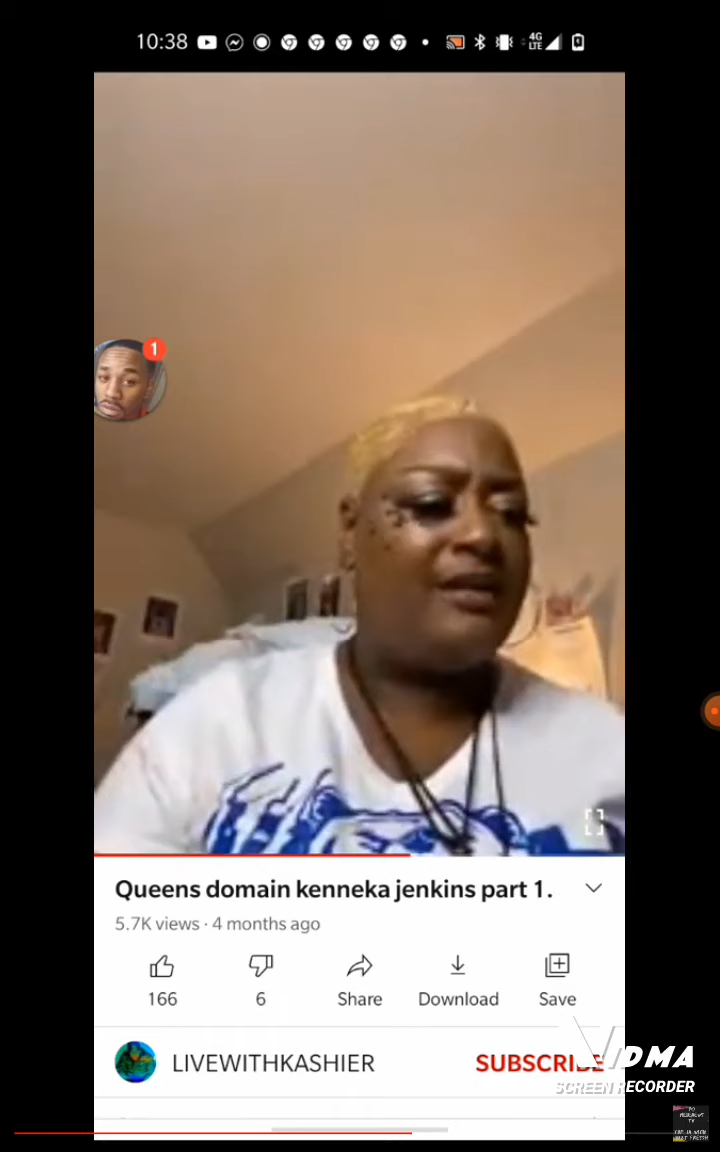 10:38
4G
LTE
1
Queens domain kenneka jenkins part 1.
5.7K views · 4 months ago
166
6
Share
Download
Save
LIVEWITHKASHIER
SUBSCRIBE
VIDMA
SCREEN RECORDER